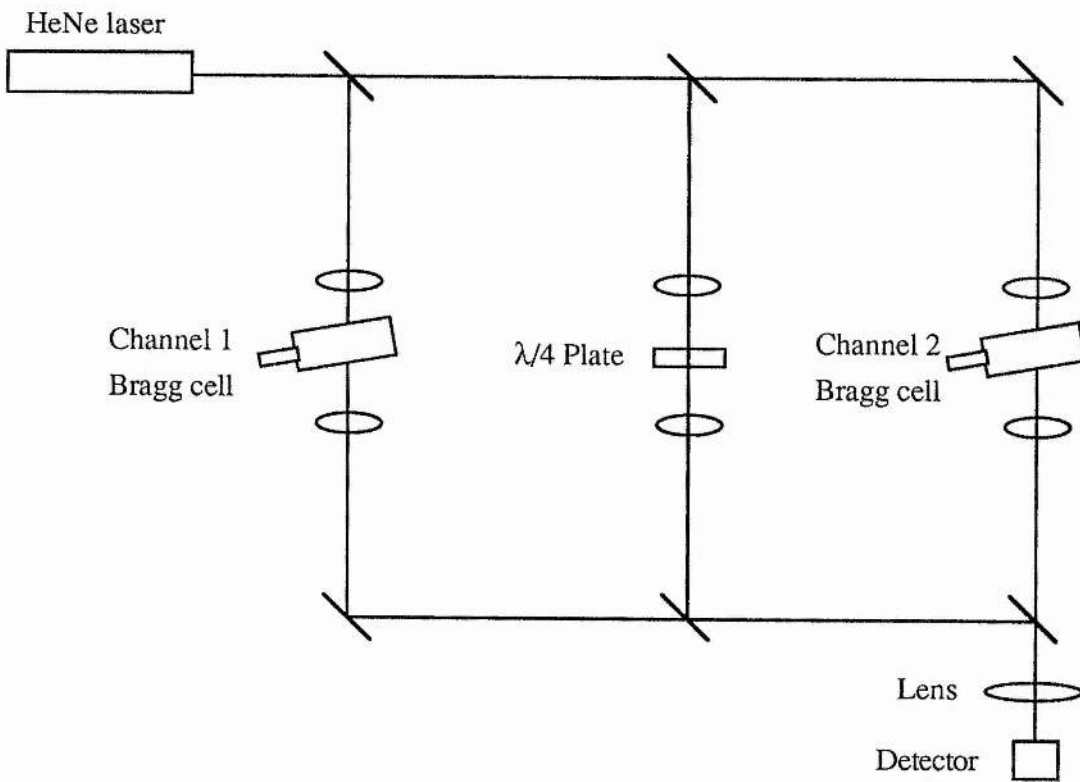 HeNe laser
Channel 1
Bragg cell
λ/4 Plate
Channel 2
Bragg cell
Lens
Detector